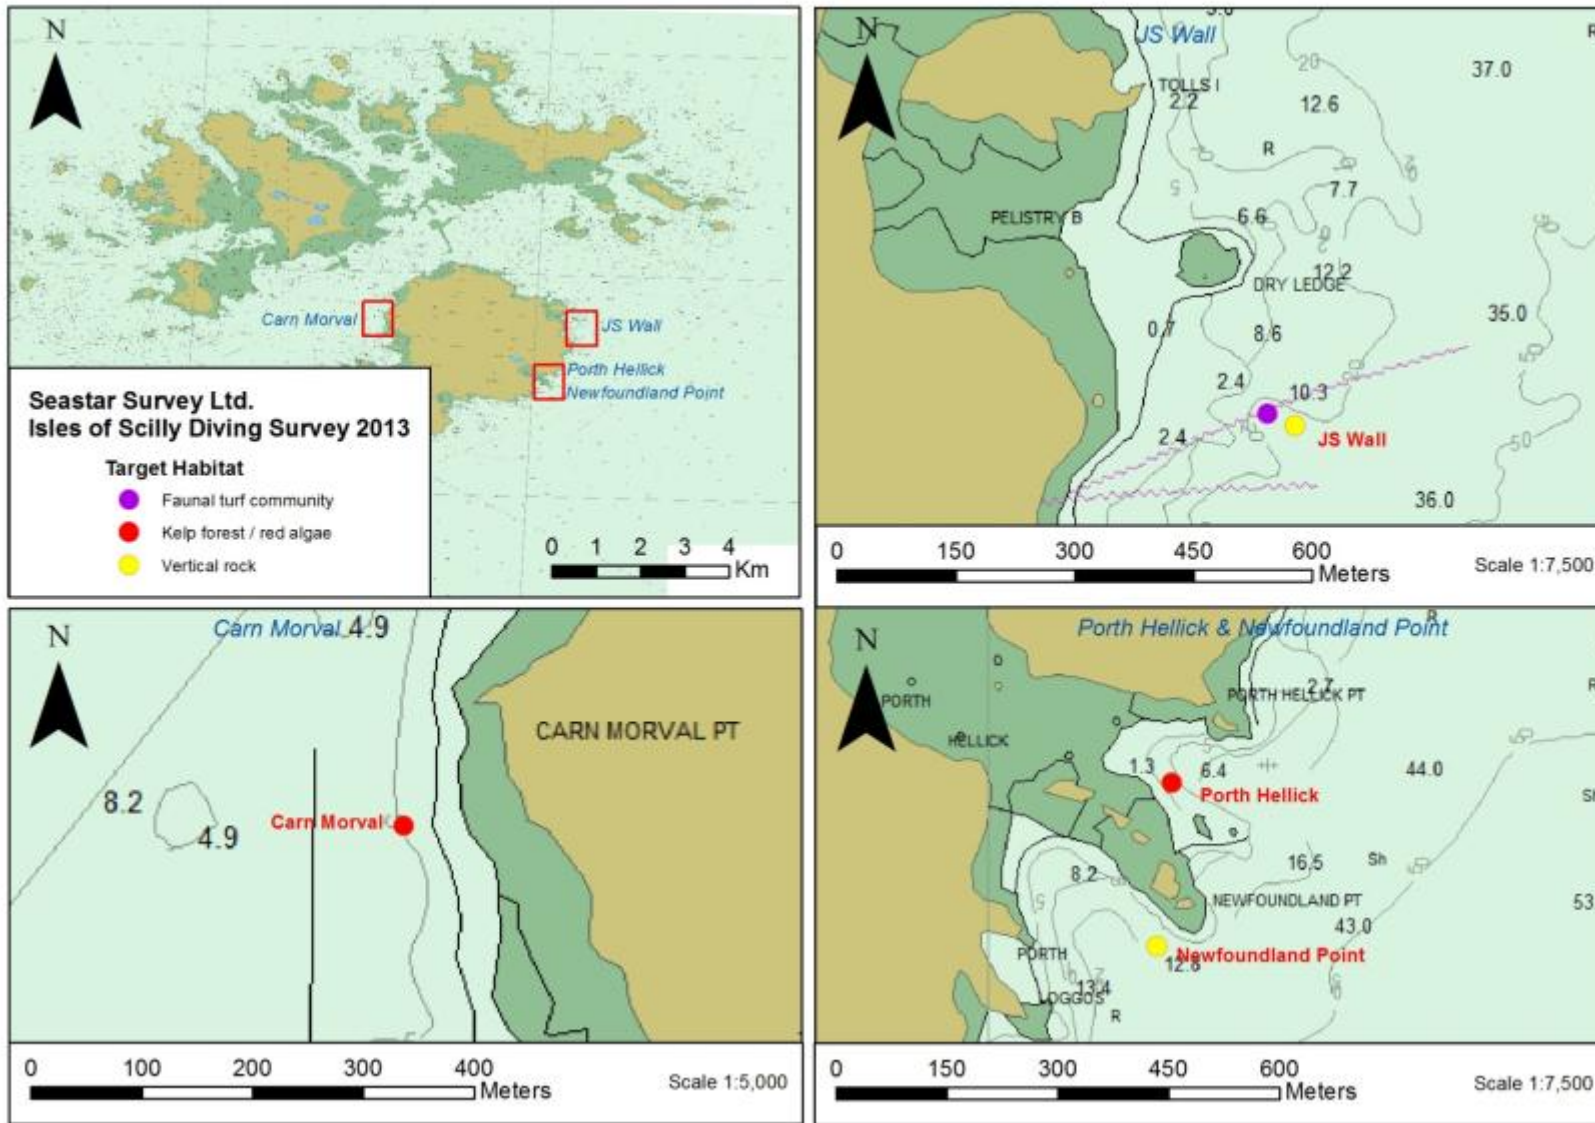 N
Carn Morval
JS Wall
Porth Hellick
Newfoundland Point
Seastar Survey Ltd.
Isles of Scilly Diving Survey 2013
Target Habitat
Faunal turf community
Kelp forest / red algae
Vertical rock
0 1 2 3 4
Km
JS Wall
N
TOLLS I
2.2
20
12.6
37.0
R
R
5
7.7
PELISTRY B
6.6
12.2
DRY LEDGE
0.7
8.6
35.0
2.4
10.3
2.4
JS Wall
50
36.0
0 150 300 450 600
Meters
Scale 1:7,500
N
Carn Morval
4.9
CARN MORVAL PT
8.2
4.9
Carn Morval
5
0 100 200 300 400
Meters
Scale 1:5,000
Porth Hellick & Newfoundland Point
R
N
2.7
PORTH HELLICK PT
PORTH
HELLICK
5
1.3
6.4
44.0
Porth Hellick
16.5
Sh
8.2
5
NEWFOUNDLAND PT
43.0
PORTH
Newfoundland Point
12.8
13.4
R
0 150 300 450 600
Meters
Scale 1:7,500